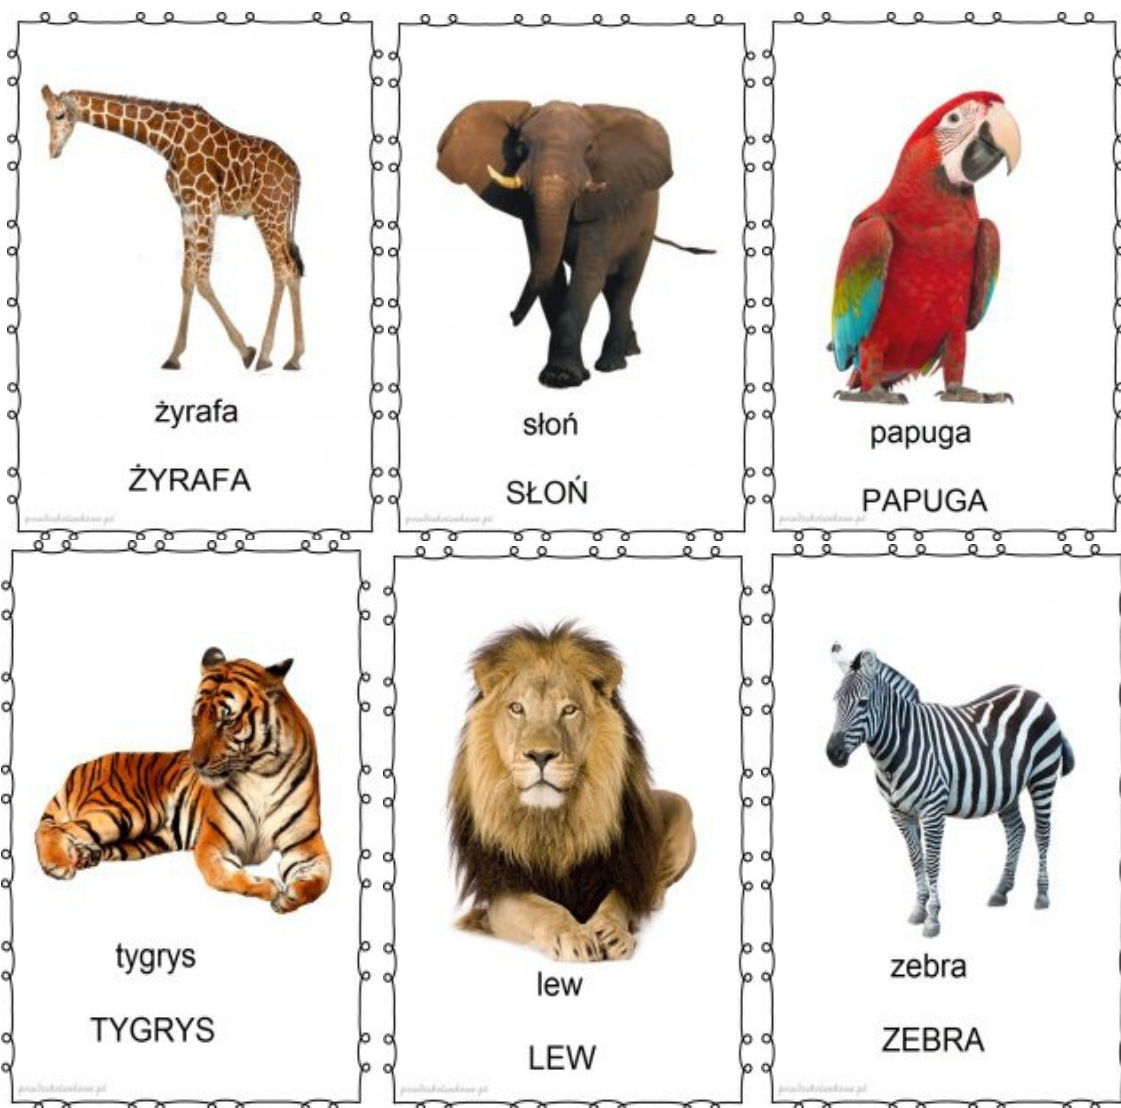 żyrafa
ŻYRAFA
słoń
SŁOŃ
papuga
PAPUGA
tygrys
TYGRYS
lew
LEW
zebra
ZEBRA